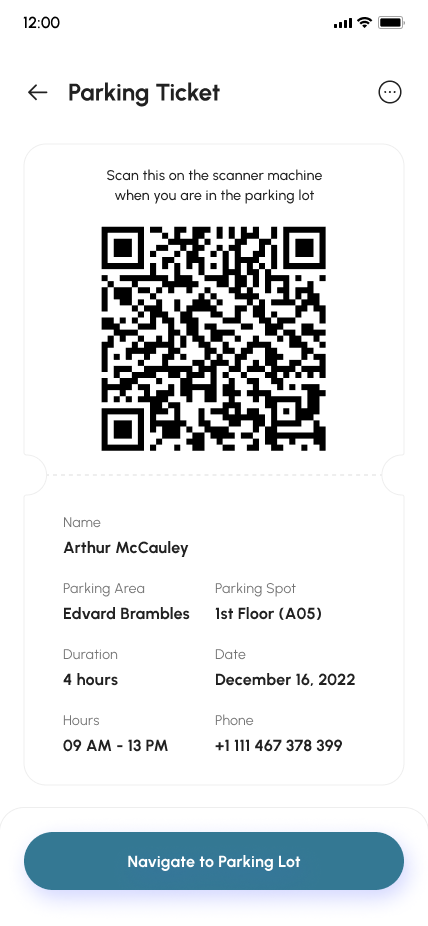 12:00
Parking Ticket
Scan this on the scanner machine
when you are in the parking lot
Name
Arthur McCauley
Parking Area
Parking Spot
Edvard Brambles
1st Floor (A05)
Duration
Date
4 hours
December 16, 2022
Hours
Phone
09 AM - 13 PM
+1 111 467 378 399
Navigate to Parking Lot